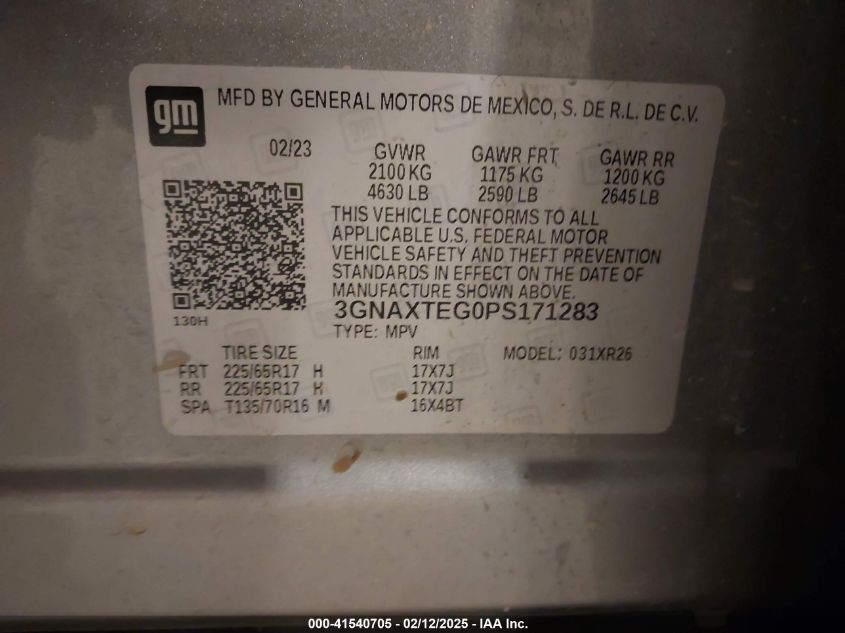 gm
MFD BY GENERAL MOTORS DE MEXICO, S. DE R.L. DE C.V.
02/23 GVWR GAWR FRT GAWR RR
2100 KG 1175 KG 1200 KG
4630 LB 2590 LB 2645 LB
THIS VEHICLE CONFORMS TO ALL
APPLICABLE U.S. FEDERAL MOTOR
VEHICLE SAFETY AND THEFT PREVENTION
STANDARDS IN EFFECT ON THE DATE OF
MANUFACTURE SHOWN ABOVE.
3GNAXTEG0PS171283
130H
TYPE: MPV
TIRE SIZE RIM MODEL: 031XR26
FRT 225/65R17 H 17X7J
RR 225/65R17 H 17X7J
SPA T135/70R16 M 16X4BT
000-41540705 - 02/12/2025 - IAA Inc.